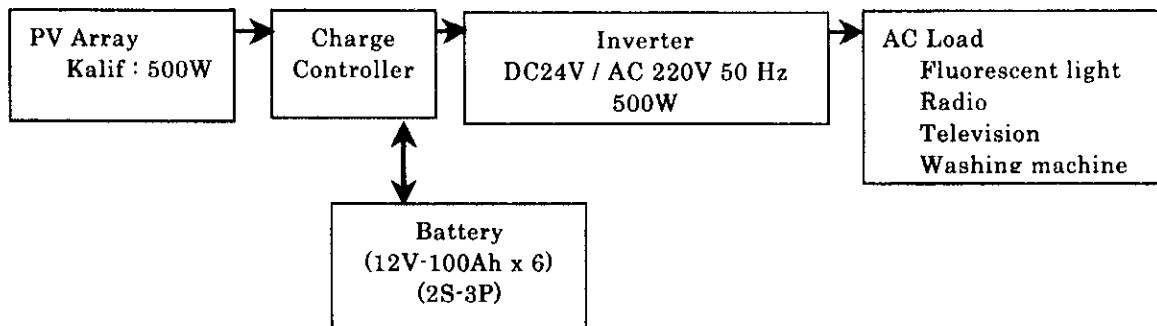 PV Array
Kalif : 500W
Charge
Controller
Inverter
DC24V / AC 220V 50 Hz
500W
AC Load
Fluorescent light
Radio
Television
Washing machine
Battery
(12V-100Ah x 6)
(2S-3P)